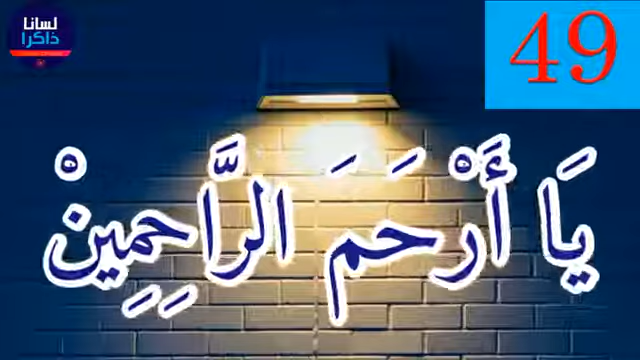 لسانا
ذاكرا
49
يَا أَرْحَمَ الرَّاحِمِينْ